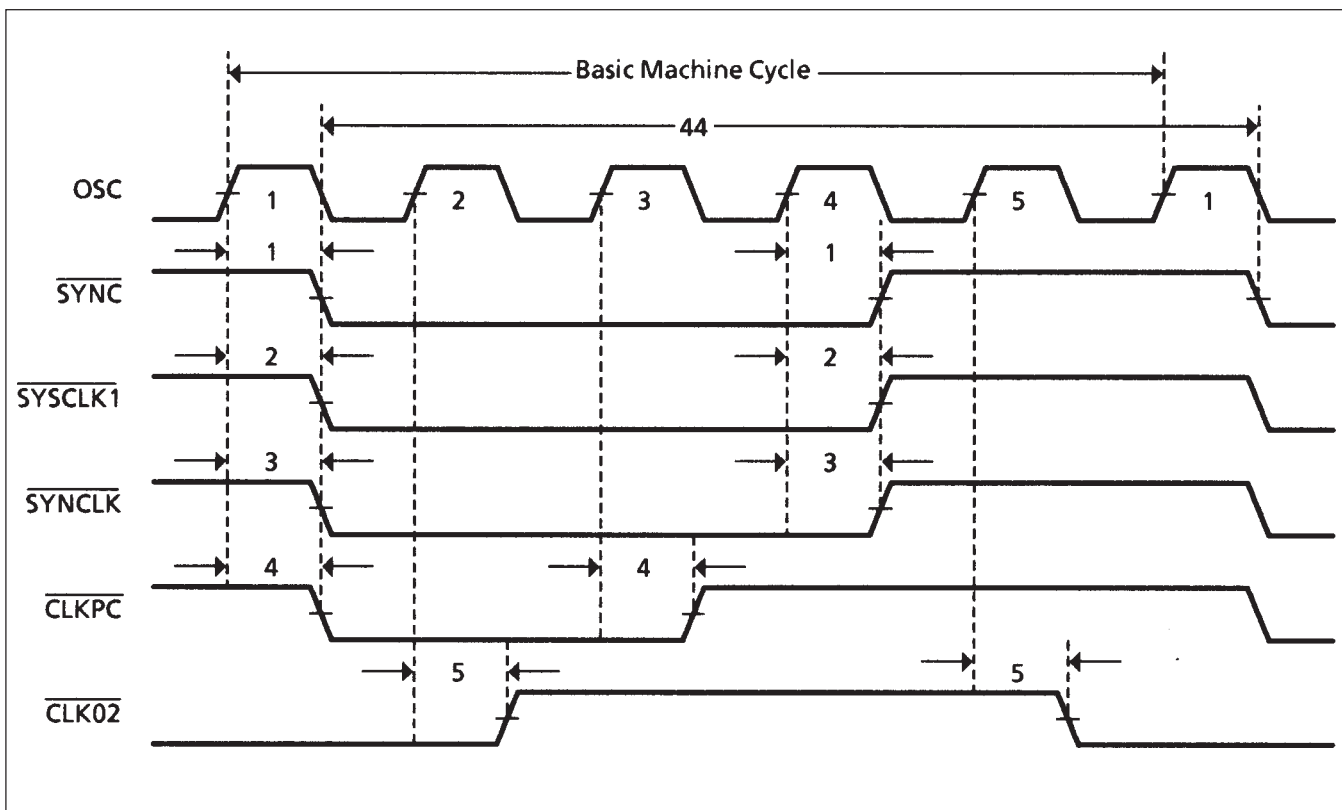 Basic Machine Cycle
44
OSC 1 2 3 4 5 1
1 1
SYNC
2 2
SYSCLK1
3 3
SYNCLK
4 4
CLKPC
5 5
CLK02